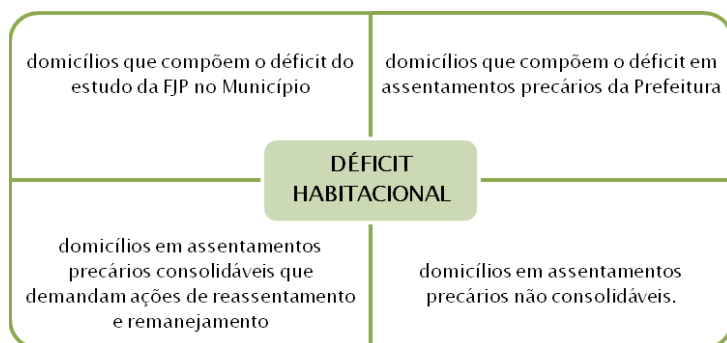 domicílios que compõem o déficit do
estudo da FJP no Município
domicílios que compõem o déficit em
assentamentos precários da Prefeitura
DÉFICIT
HABITACIONAL
domicílios em assentamentos
precários consolidáveis que
demandam ações de reassentamento
e remanejamento
domicílios em assentamentos
precários não consolidáveis.